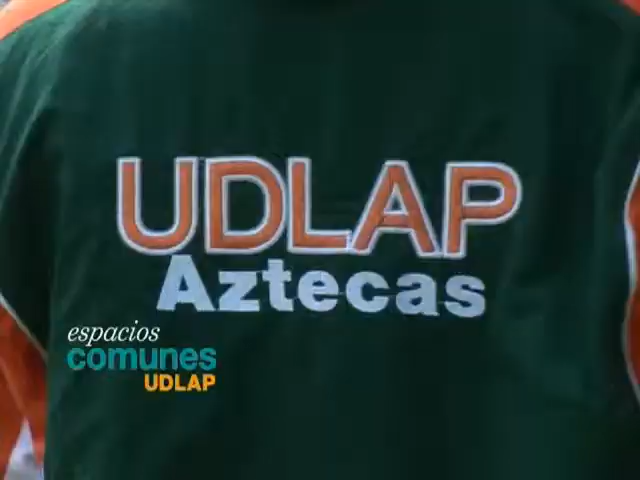 UDLAP
Aztecas
espacios
comunes
UDLAP